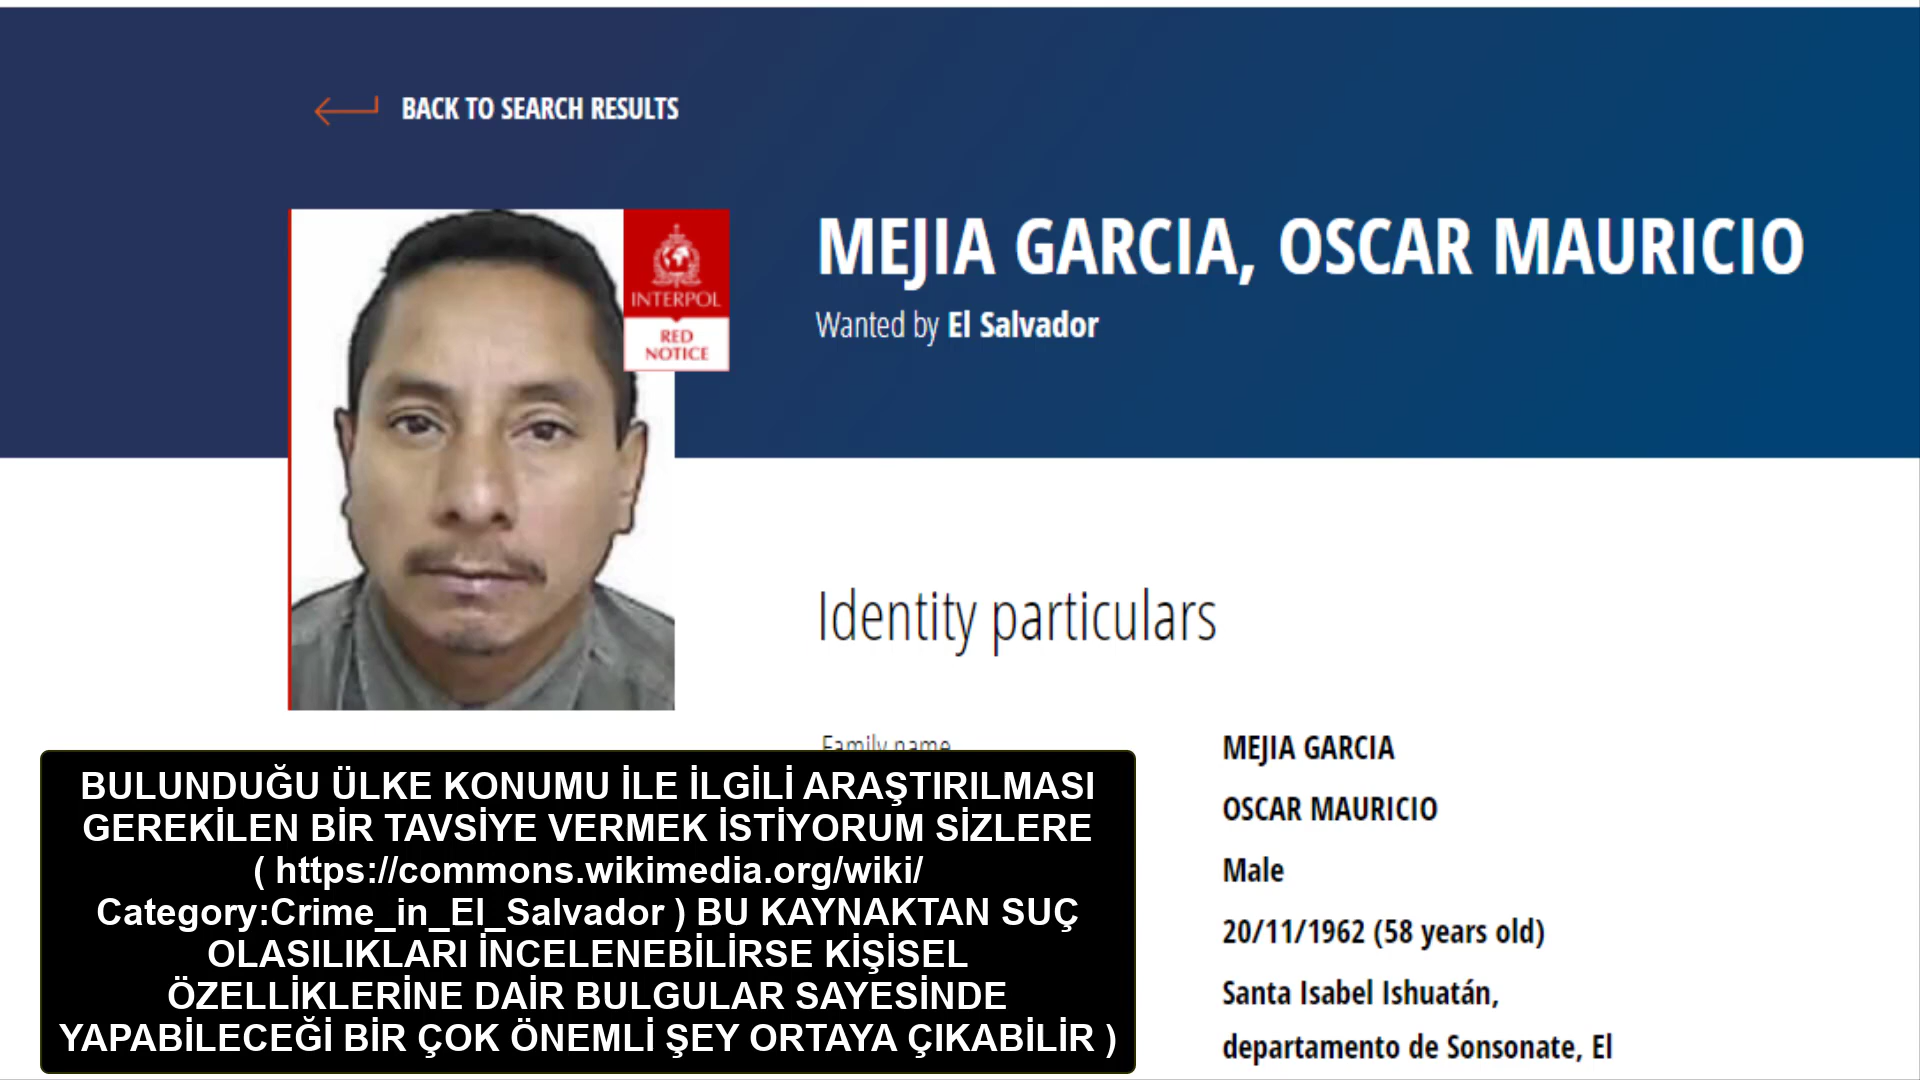 BACK TO SEARCH RESULTS
INTERPOL
RED
NOTICE
MEJIA GARCIA, OSCAR MAURICIO
Wanted by El Salvador
Identity particulars
Family name
MEJIA GARCIA
OSCAR MAURICIO
Male
20/11/1962 (58 years old)
Santa Isabel Ishuatán,
departamento de Sonsonate, El
BULUNDUĞU ÜLKE KONUMU İLE İLGİLİ ARAŞTIRILMASI
GEREKİLEN BİR TAVSİYE VERMEK İSTİYORUM SİZLERE
( https://commons.wikimedia.org/wiki/
Category:Crime_in_El_Salvador ) BU KAYNAKTAN SUÇ
OLASILIKLARI İNCELENEBİLİRSE KİŞİSEL
ÖZELLİKLERİNE DAİR BULGULAR SAYESİNDE
YAPABİLECEĞİ BİR ÇOK ÖNEMLİ ŞEY ORTAYA ÇIKABİLİR )